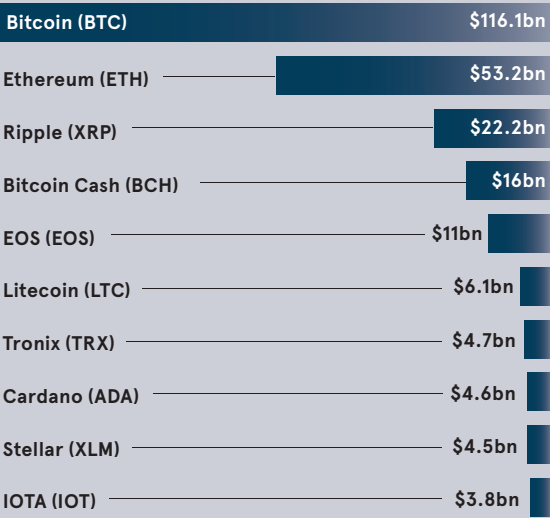 Bitcoin (BTC) $116.1bn
Ethereum (ETH) $53.2bn
Ripple (XRP) $22.2bn
Bitcoin Cash (BCH) $16bn
EOS (EOS) $11bn
Litecoin (LTC) $6.1bn
Tronix (TRX) $4.7bn
Cardano (ADA) $4.6bn
Stellar (XLM) $4.5bn
IOTA (IOT) $3.8bn